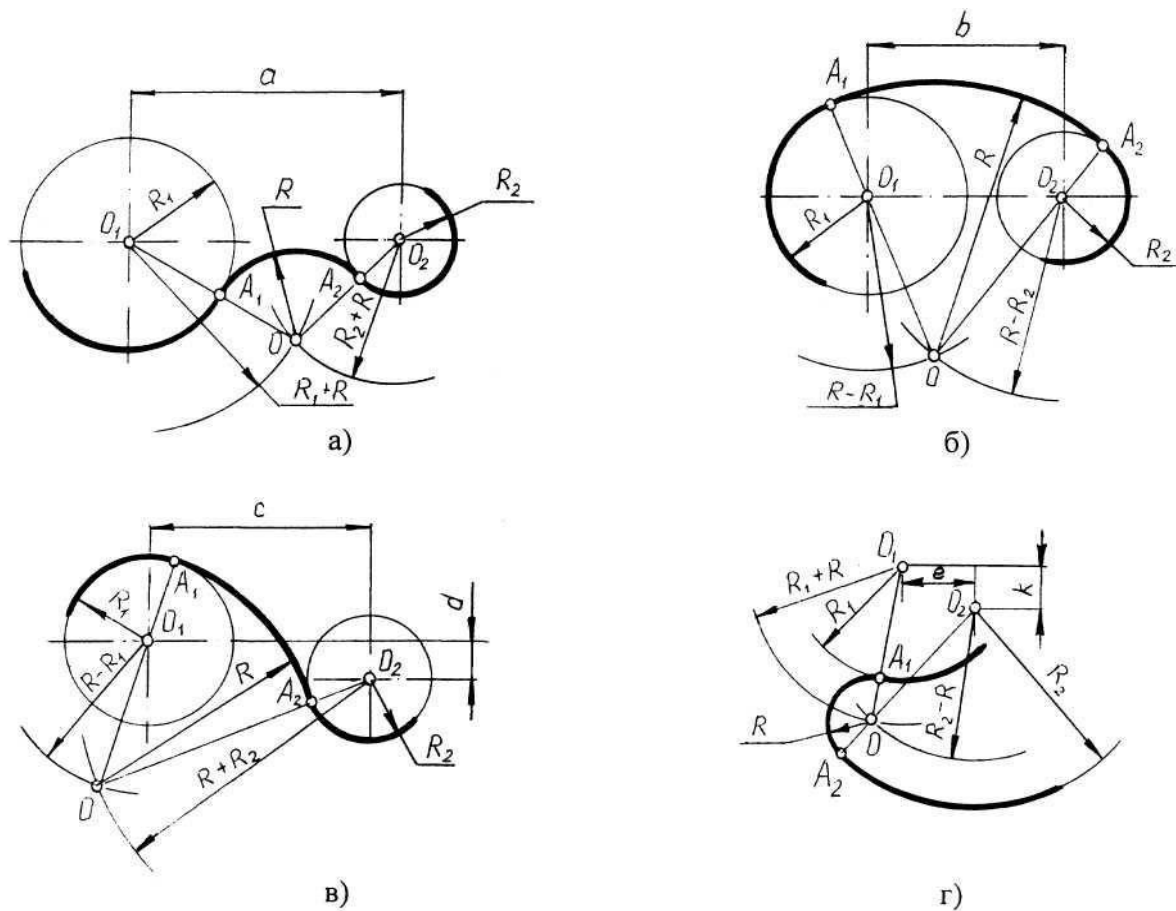 a
R₁
R
R₂
O₁
O₂
A₁
A₂
R₂+R
O
R₁+R
а)
b
A₁
A₂
R
O₁
O₂
R₁
R₂
R-R₂
O
R-R₁
б)
c
A₁
R₁
d
O₁
R-R₁
R
O₂
A₂
R₂
R+R₂
O
в)
O₁
R₁+R
e
k
R₁
O₂
A₁
R₂
R₂-R
R
O
A₂
г)